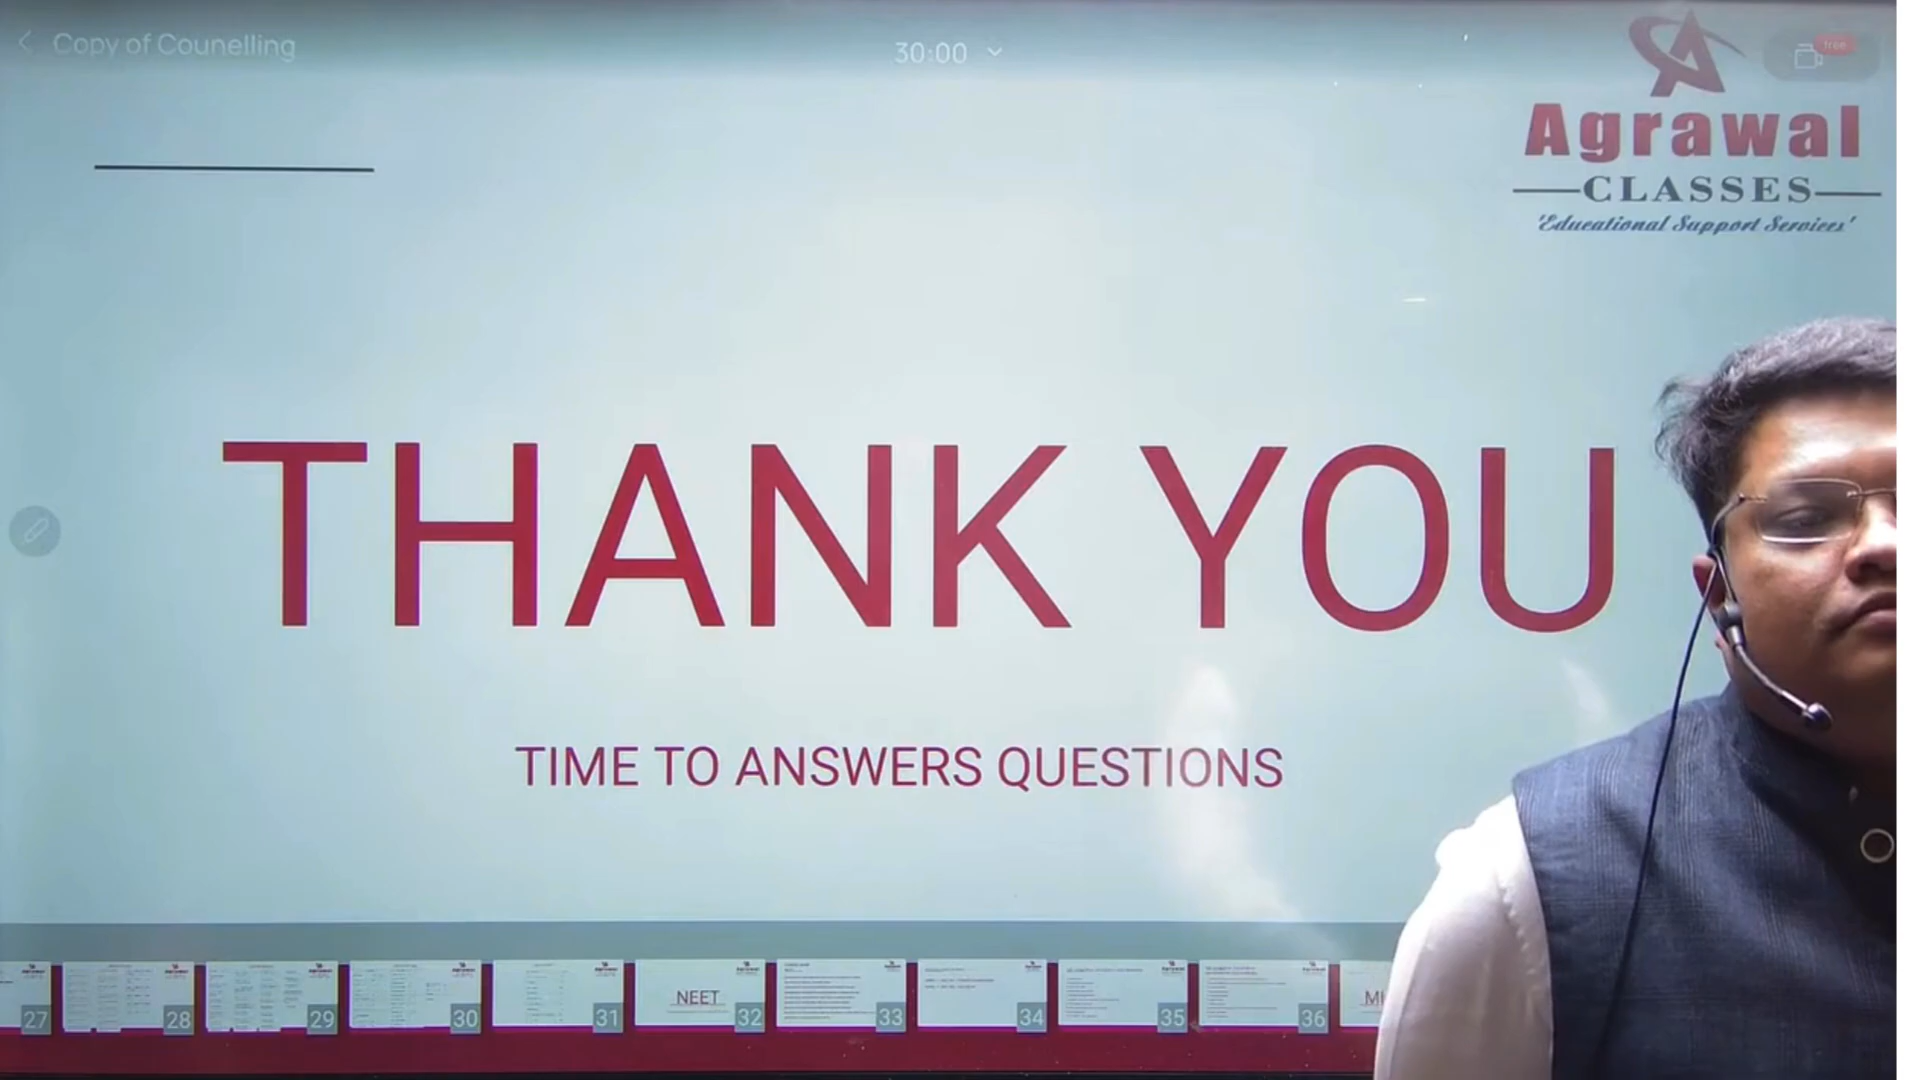 Copy of Counelling
30:00
free
Agrawal
CLASSES
'Educational Support Services'
THANK YOU
TIME TO ANSWERS QUESTIONS
27
28
29
30
31
NEET
32
33
34
35
36